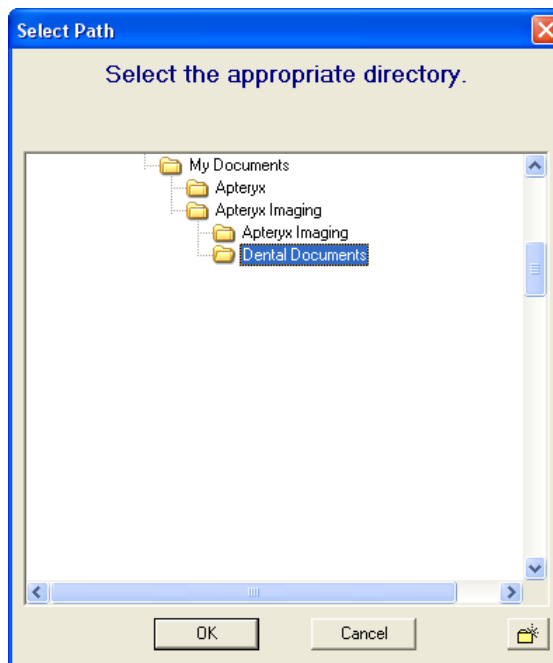 Select Path
Select the appropriate directory.
My Documents
Apteryx
Apteryx Imaging
Apteryx Imaging
Dental Documents
OK
Cancel